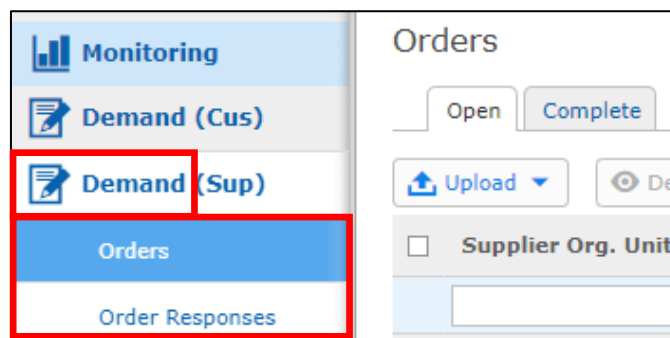 Monitoring
Demand (Cus)
Demand (Sup)
Orders
Order Responses
Orders
Open Complete
Upload
Supplier Org. Unit